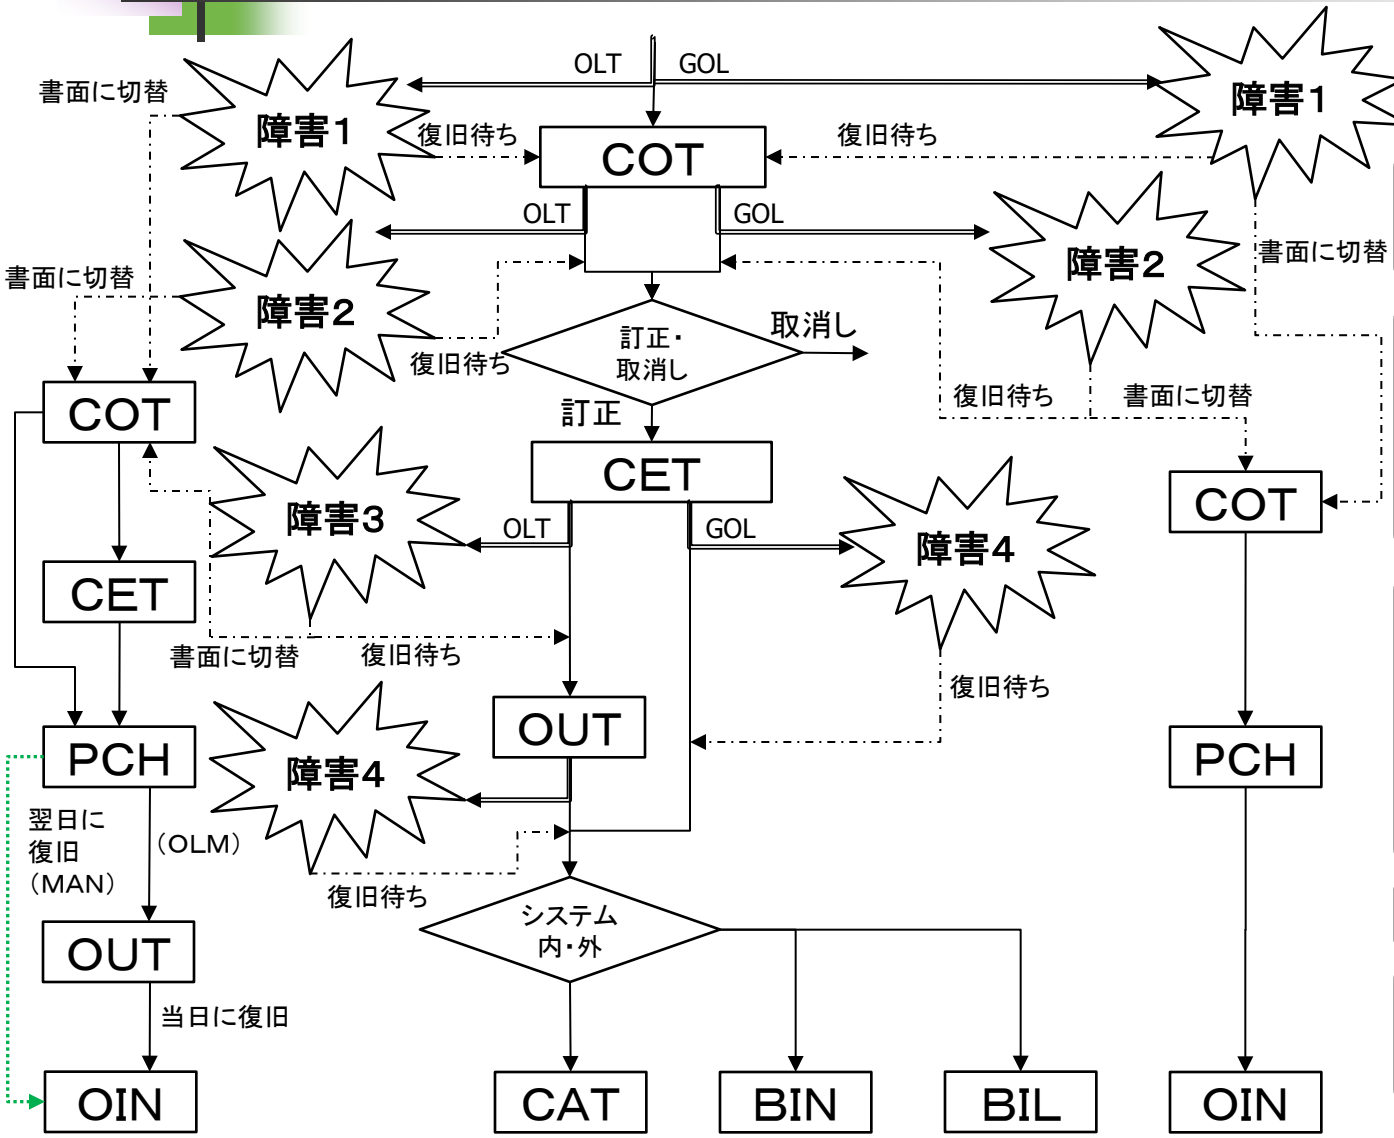 OLT
GOL
書面に切替
障害1
障害1
復旧待ち
復旧待ち
COT
OLT
GOL
書面に切替
障害2
障害2
書面に切替
復旧待ち
訂正・
取消し
取消し
復旧待ち
書面に切替
訂正
COT
CET
COT
障害3
OLT
GOL
障害4
CET
書面に切替
復旧待ち
復旧待ち
OUT
PCH
PCH
障害4
翌日に
復旧
(MAN)
(OLM)
復旧待ち
システム
内・外
OUT
当日に復旧
OIN
CAT
BIN
BIL
OIN